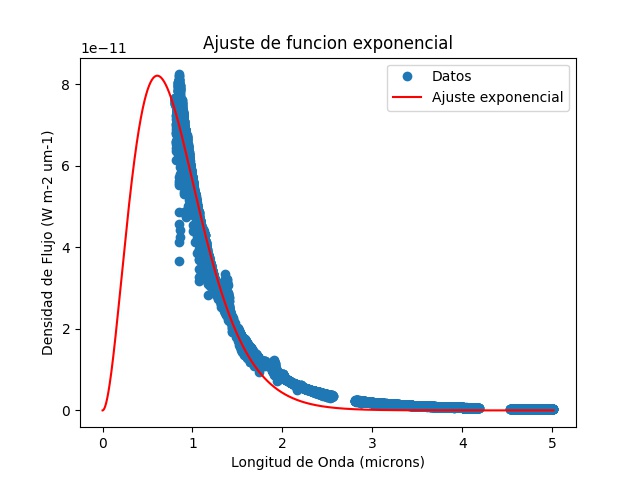 Ajuste de funcion exponencial
1e−11
Datos
Ajuste exponencial
8
6
4
2
0
Densidad de Flujo (W m-2 um-1)
0 1 2 3 4 5
Longitud de Onda (microns)